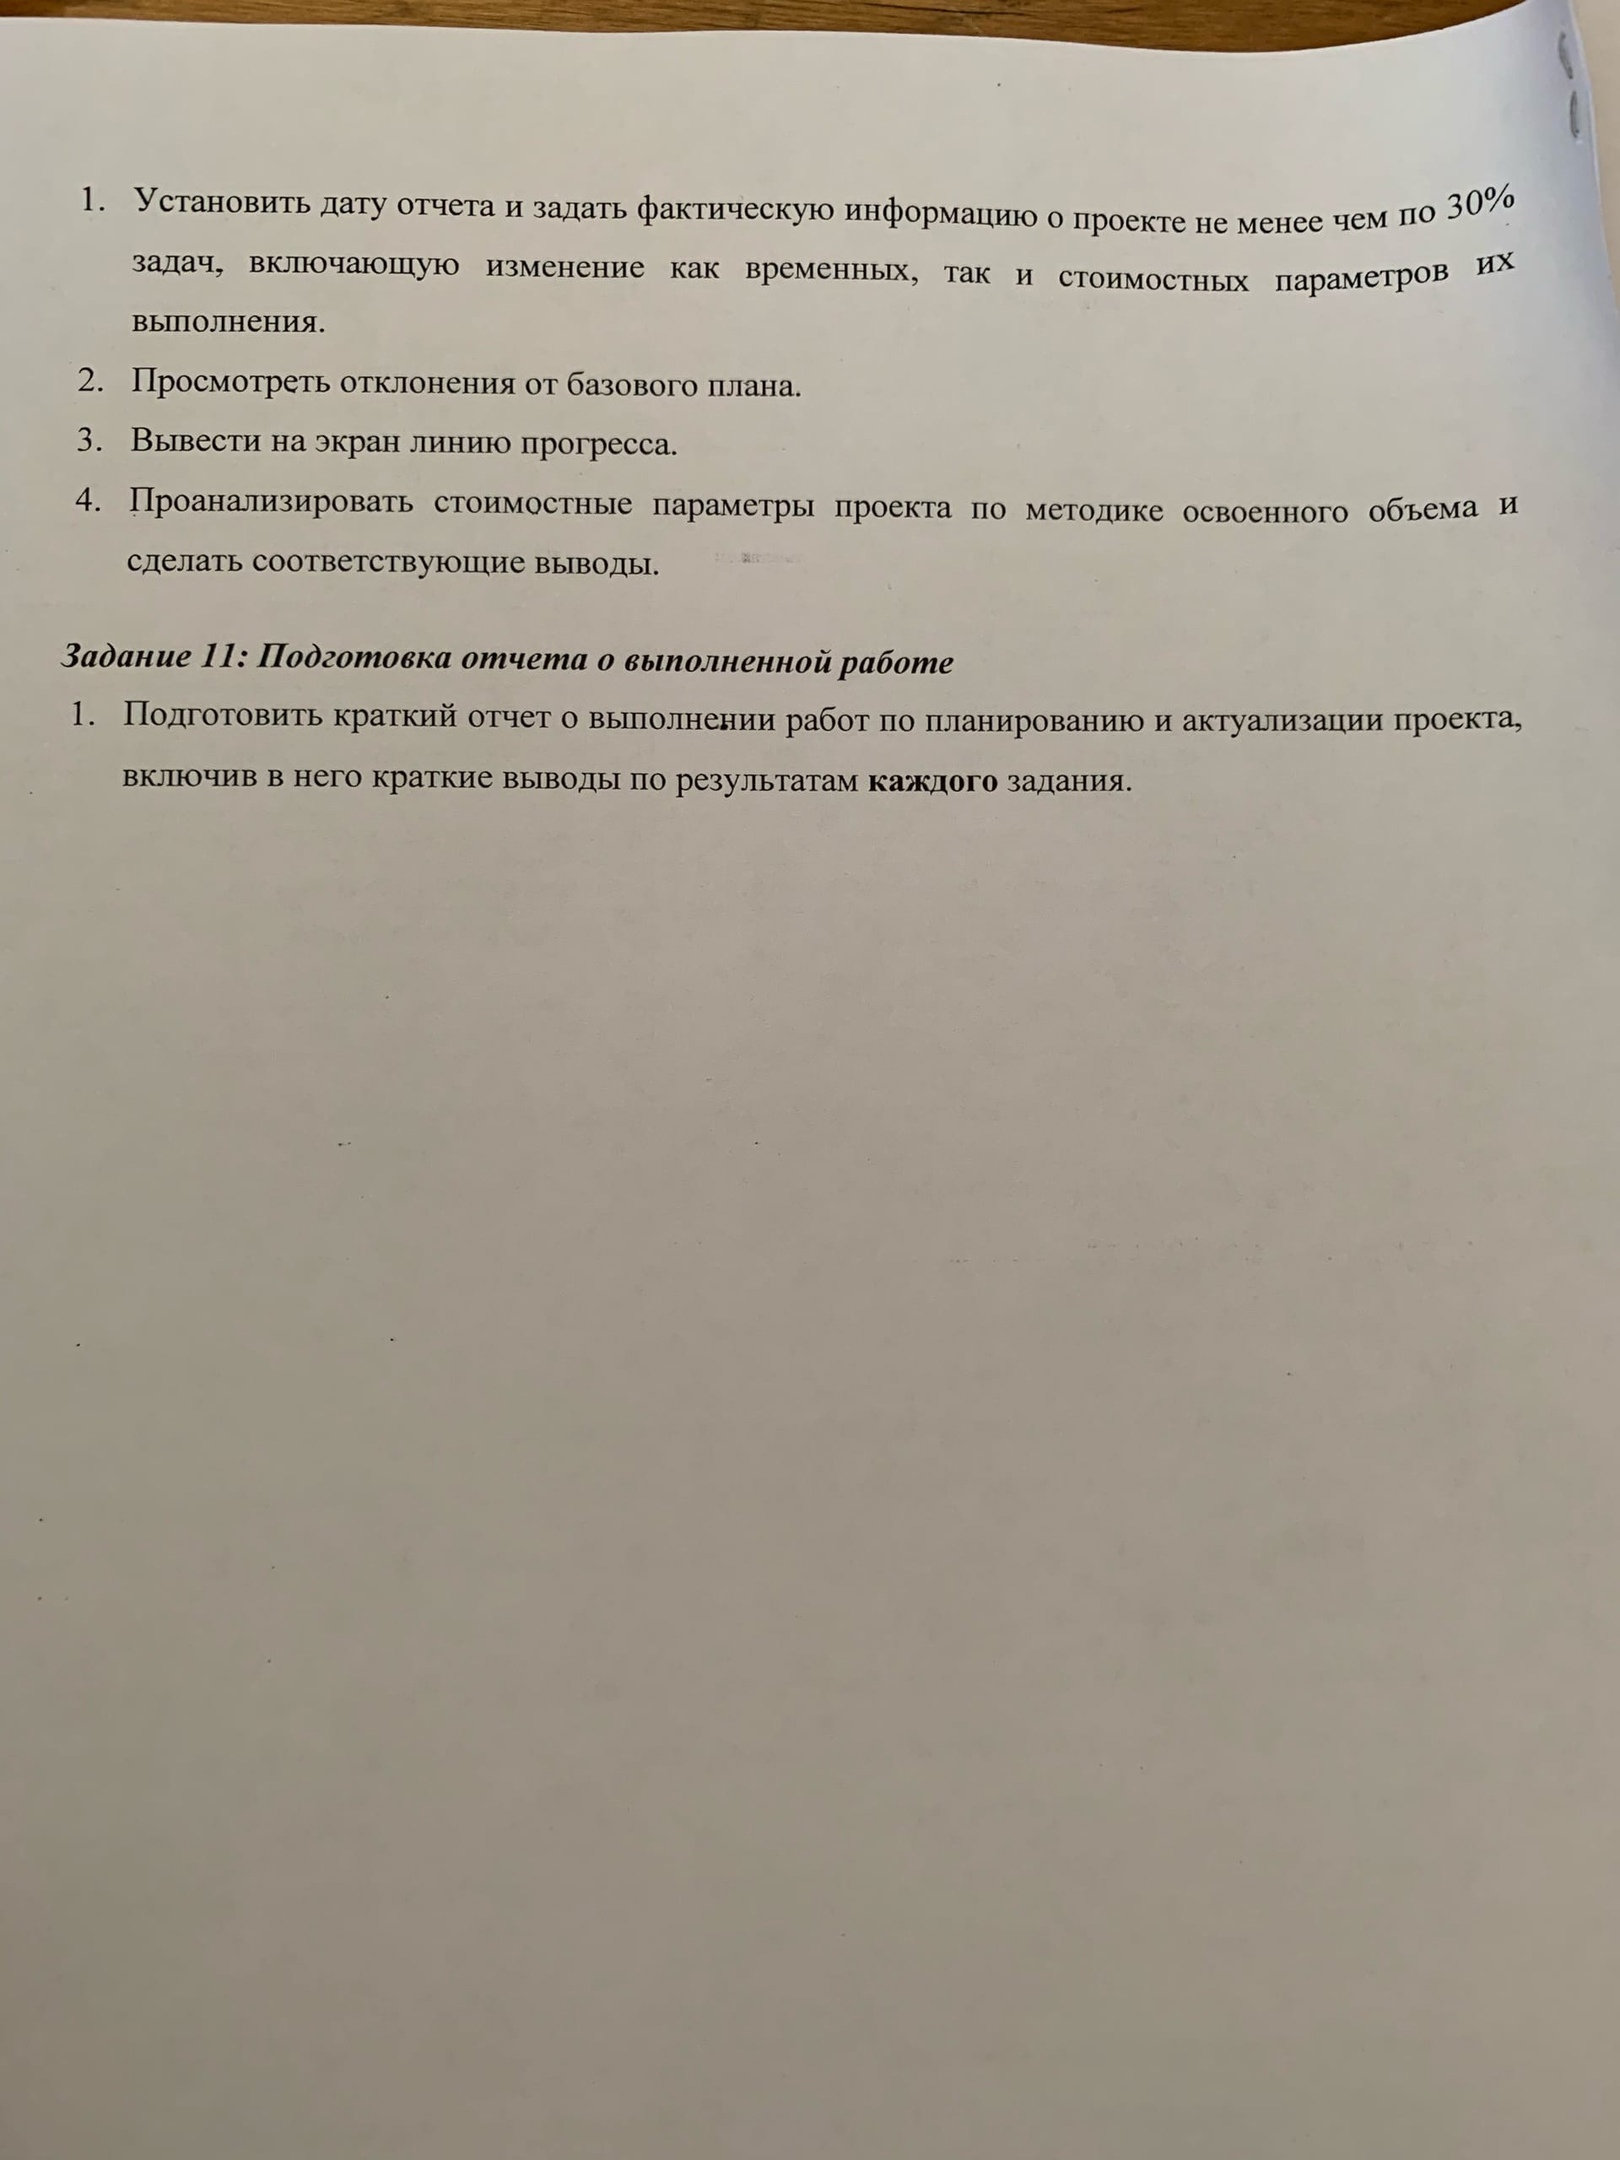 1. Установить дату отчета и задать фактическую информацию о проекте не менее чем по 30%
задач, включающую изменение как временных, так и стоимостных параметров их
выполнения.
2. Просмотреть отклонения от базового плана.
3. Вывести на экран линию прогресса.
4. Проанализировать стоимостные параметры проекта по методике освоенного объема и
сделать соответствующие выводы.
Задание 11: Подготовка отчета о выполненной работе
1. Подготовить краткий отчет о выполнении работ по планированию и актуализации проекта,
включив в него краткие выводы по результатам каждого задания.